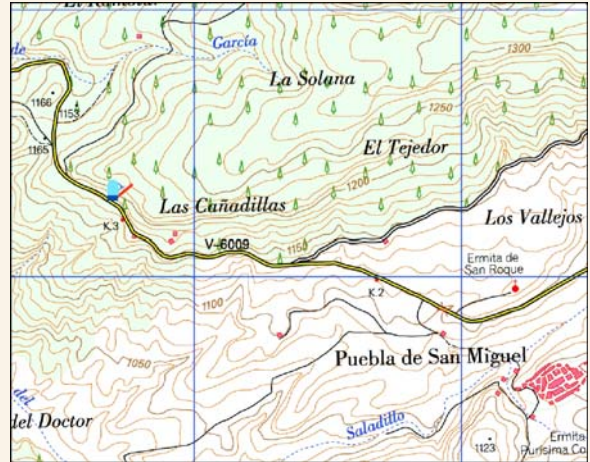 El Ramblar
de
García
La Solana
1300
1166
1153
1250
1165
El Tejedor
1200
Las Cañadillas
K.3
V-6009
1150
Los Vallejos
Ermita de
San Roque
1100
K.2
Puebla de San Miguel
1050
del
del Doctor
Saladillo
1123
Ermita
Purísima Co